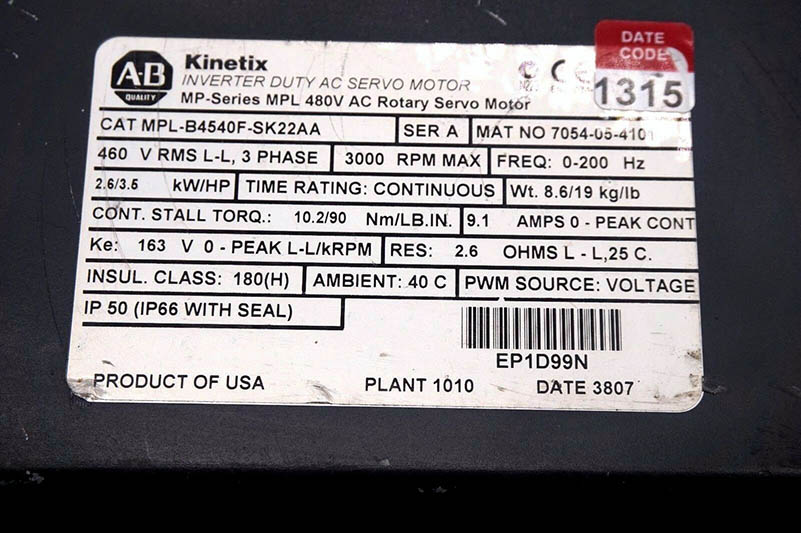 DATE
CODE
1315
A-B
QUALITY
Kinetix
INVERTER DUTY AC SERVO MOTOR
MP-Series MPL 480V AC Rotary Servo Motor
CAT MPL-B4540F-SK22AA SER A MAT NO 7054-05-4101
460 V RMS L-L, 3 PHASE 3000 RPM MAX FREQ: 0-200 Hz
2.6/3.5 kW/HP TIME RATING: CONTINUOUS Wt. 8.6/19 kg/lb
CONT. STALL TORQ.: 10.2/90 Nm/LB.IN. 9.1 AMPS 0 - PEAK CONT
Ke: 163 V 0 - PEAK L-L/kRPM RES: 2.6 OHMS L - L,25 C.
INSUL. CLASS: 180(H) AMBIENT: 40 C PWM SOURCE: VOLTAGE
IP 50 (IP66 WITH SEAL)
EP1D99N
PRODUCT OF USA PLANT 1010 DATE 3807